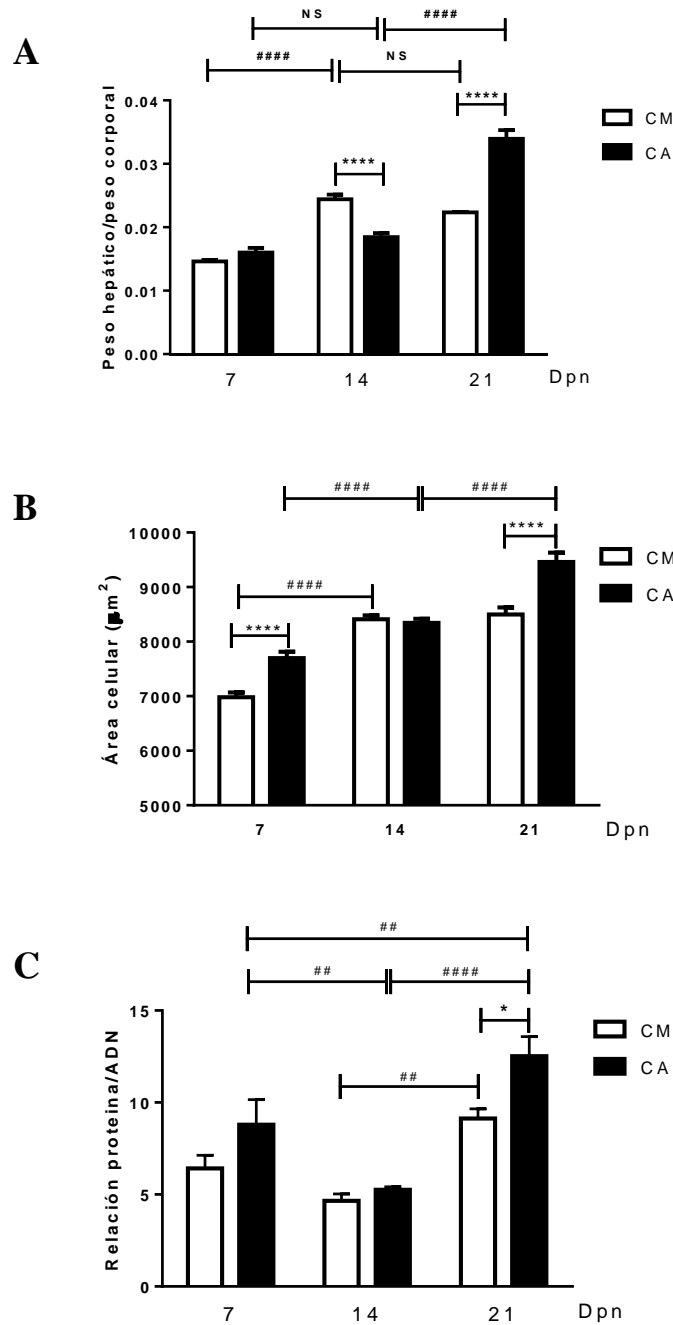 A
NS
####
####
NS
Peso hepático/peso corporal
0.04
0.03
0.02
0.01
0.00
****
****
CM
CA
7
14
21
Dpn
B
####
####
####
****
****
Área celular (µm²)
10000
9000
8000
7000
6000
5000
CM
CA
7
14
21
Dpn
C
##
##
####
##
*
Relación proteina/ADN
15
10
5
0
CM
CA
7
14
21
Dpn